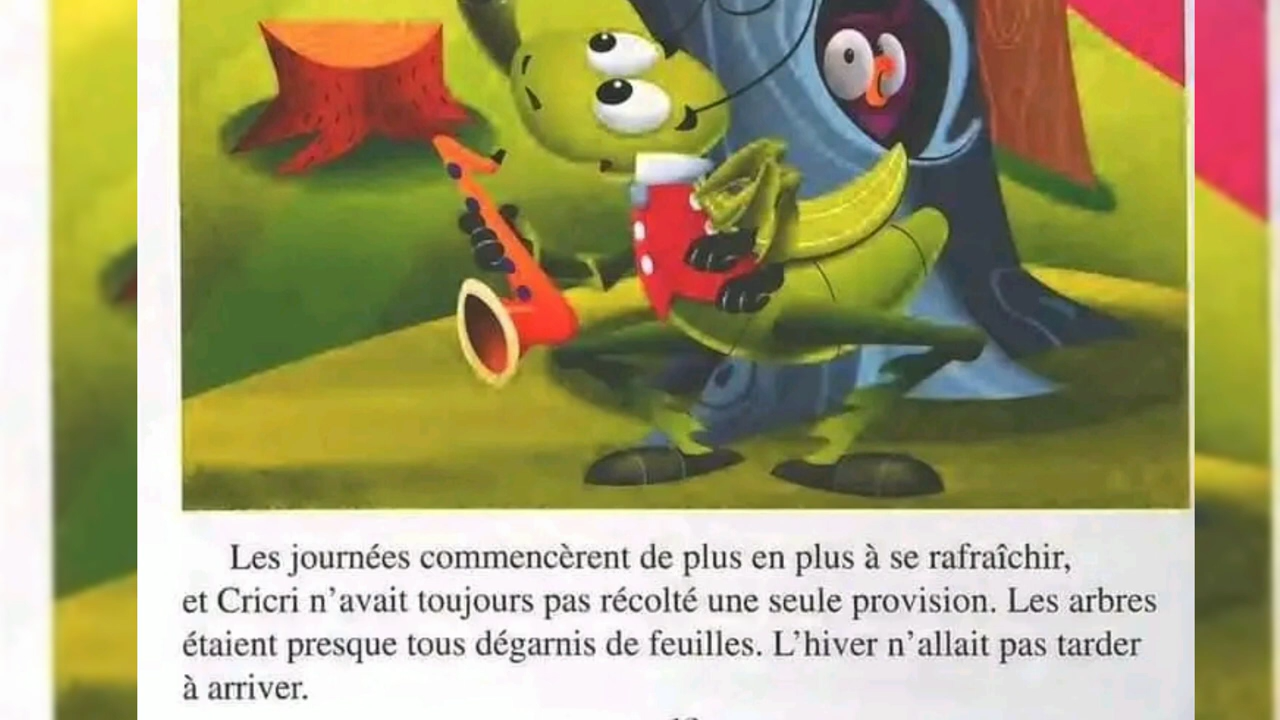 Les journées commencèrent de plus en plus à se rafraîchir,
et Cricri n'avait toujours pas récolté une seule provision. Les arbres
étaient presque tous dégarnis de feuilles. L'hiver n'allait pas tarder
à arriver.